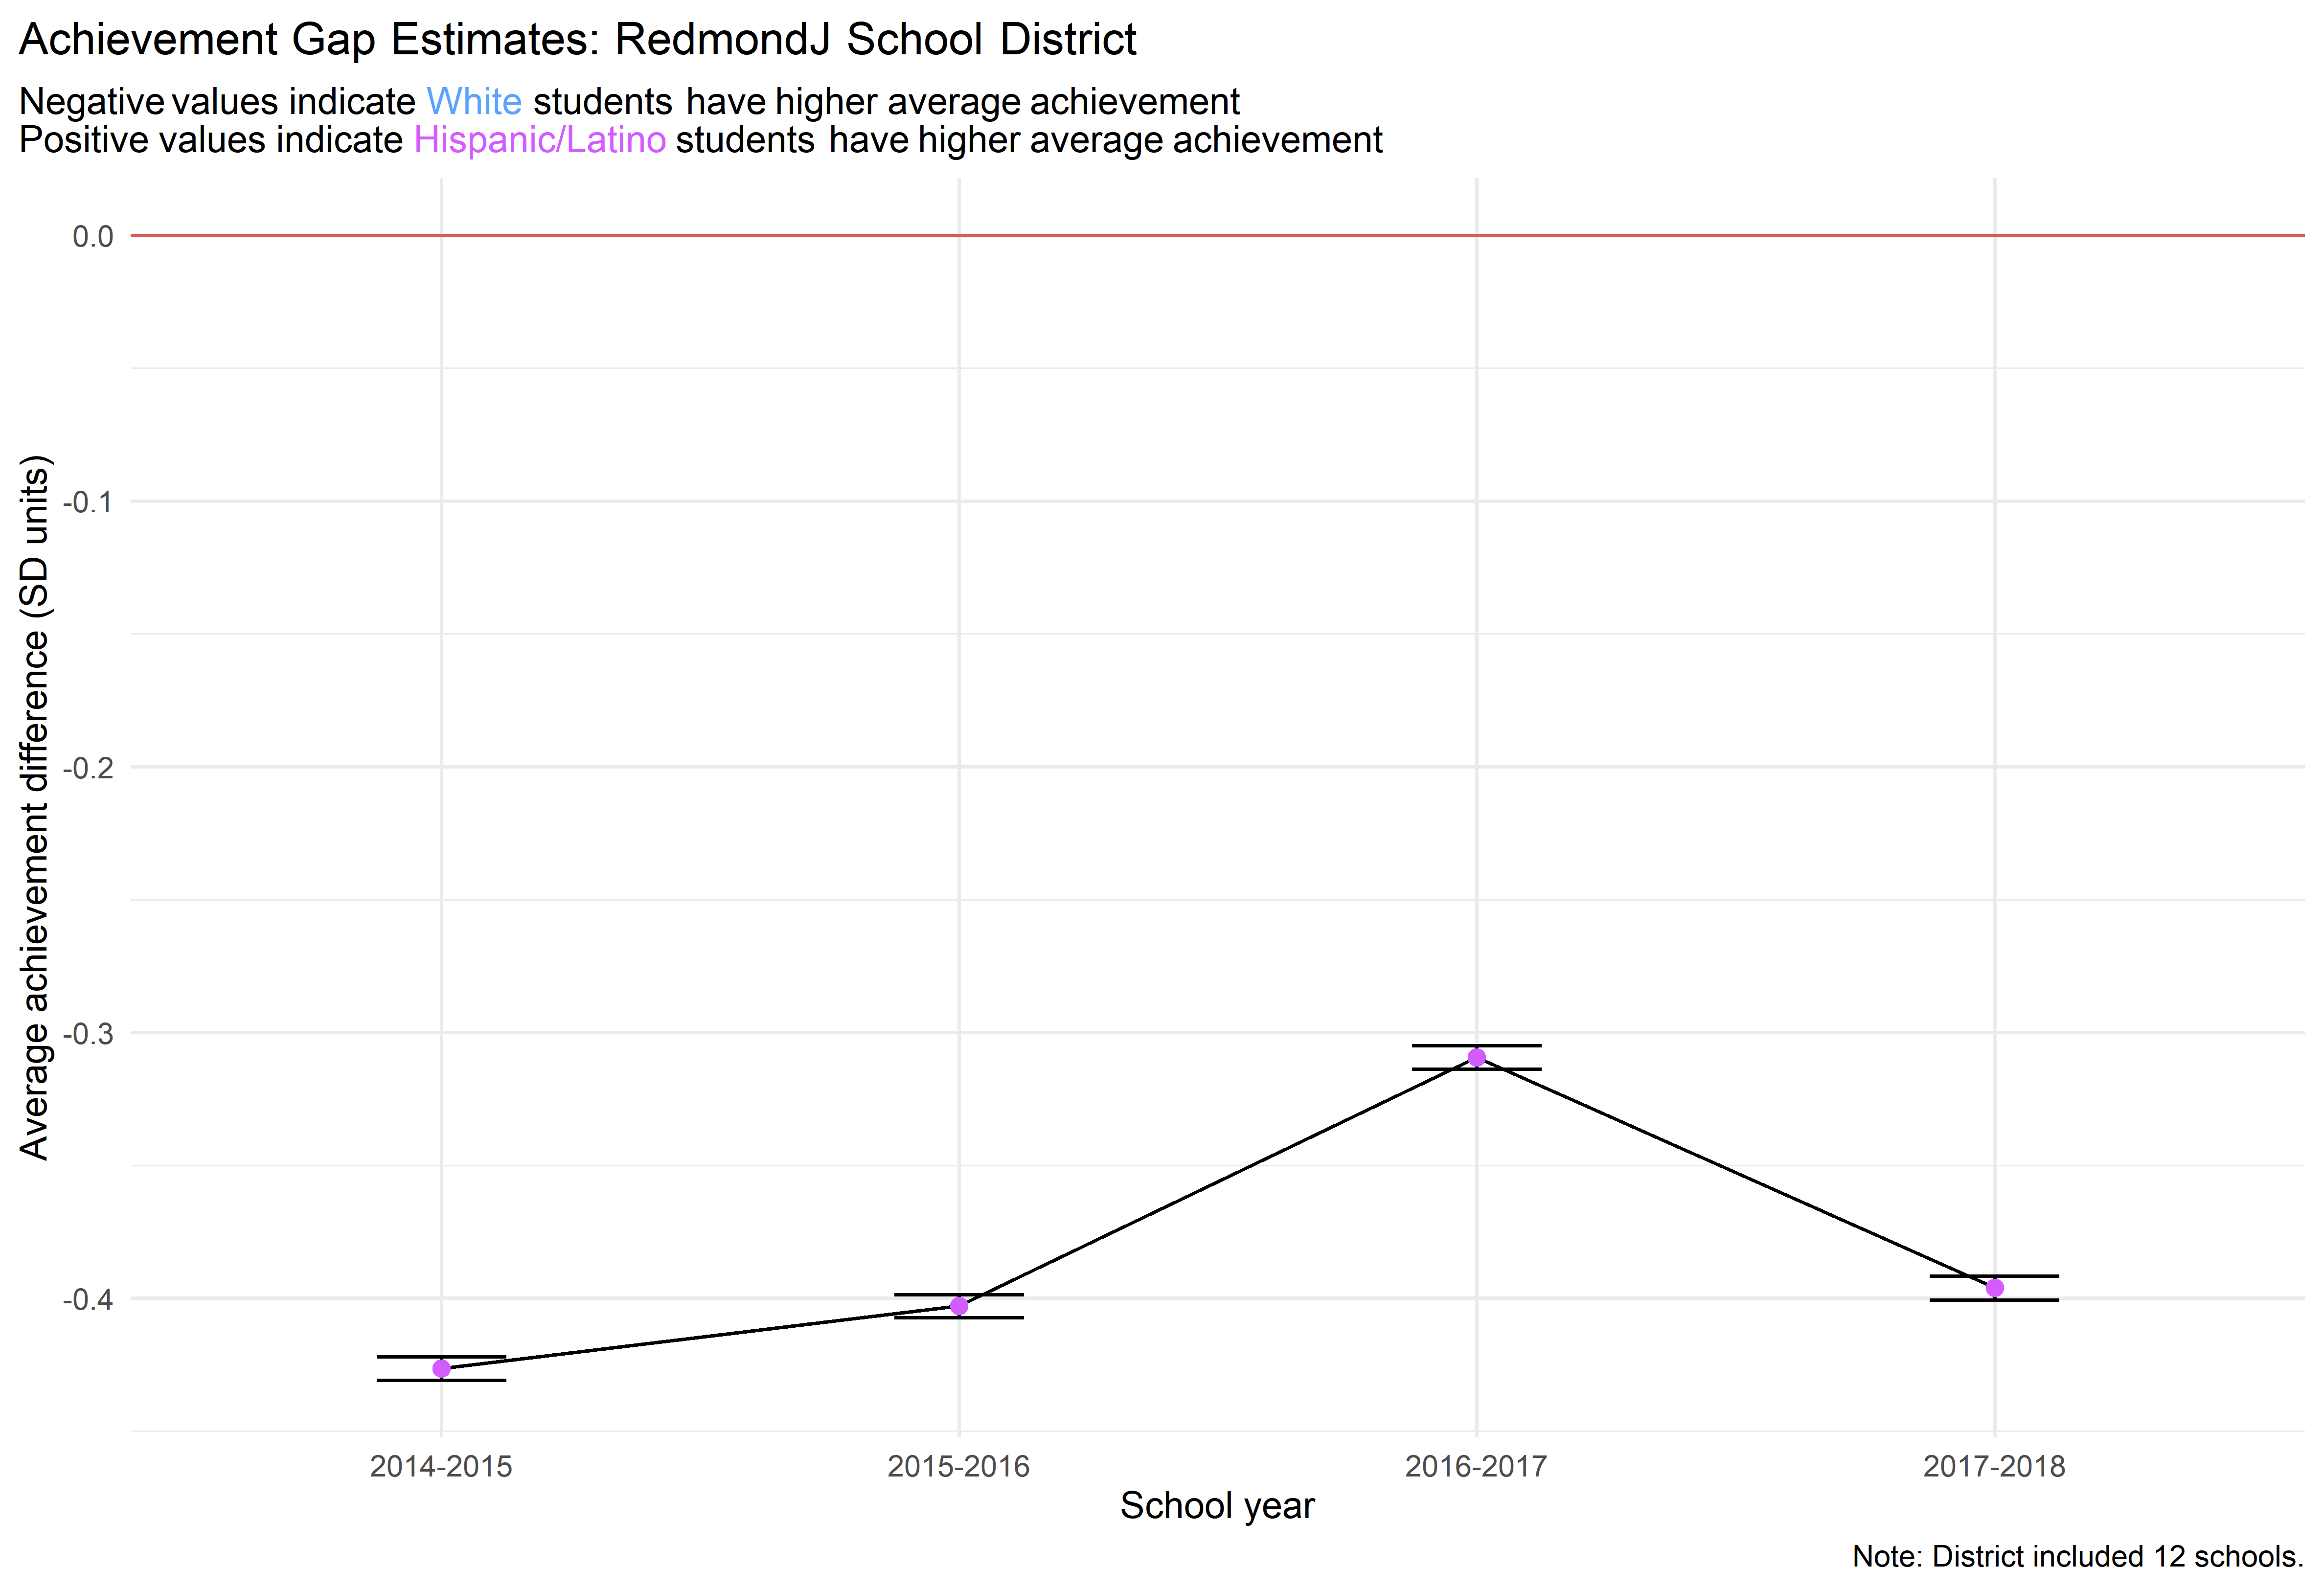 Achievement Gap Estimates: RedmondJ School District
Negative values indicate White students have higher average achievement
Positive values indicate Hispanic/Latino students have higher average achievement
Average achievement difference (SD units)
0.0
-0.1
-0.2
-0.3
-0.4
2014-2015
2015-2016
2016-2017
2017-2018
School year
Note: District included 12 schools.